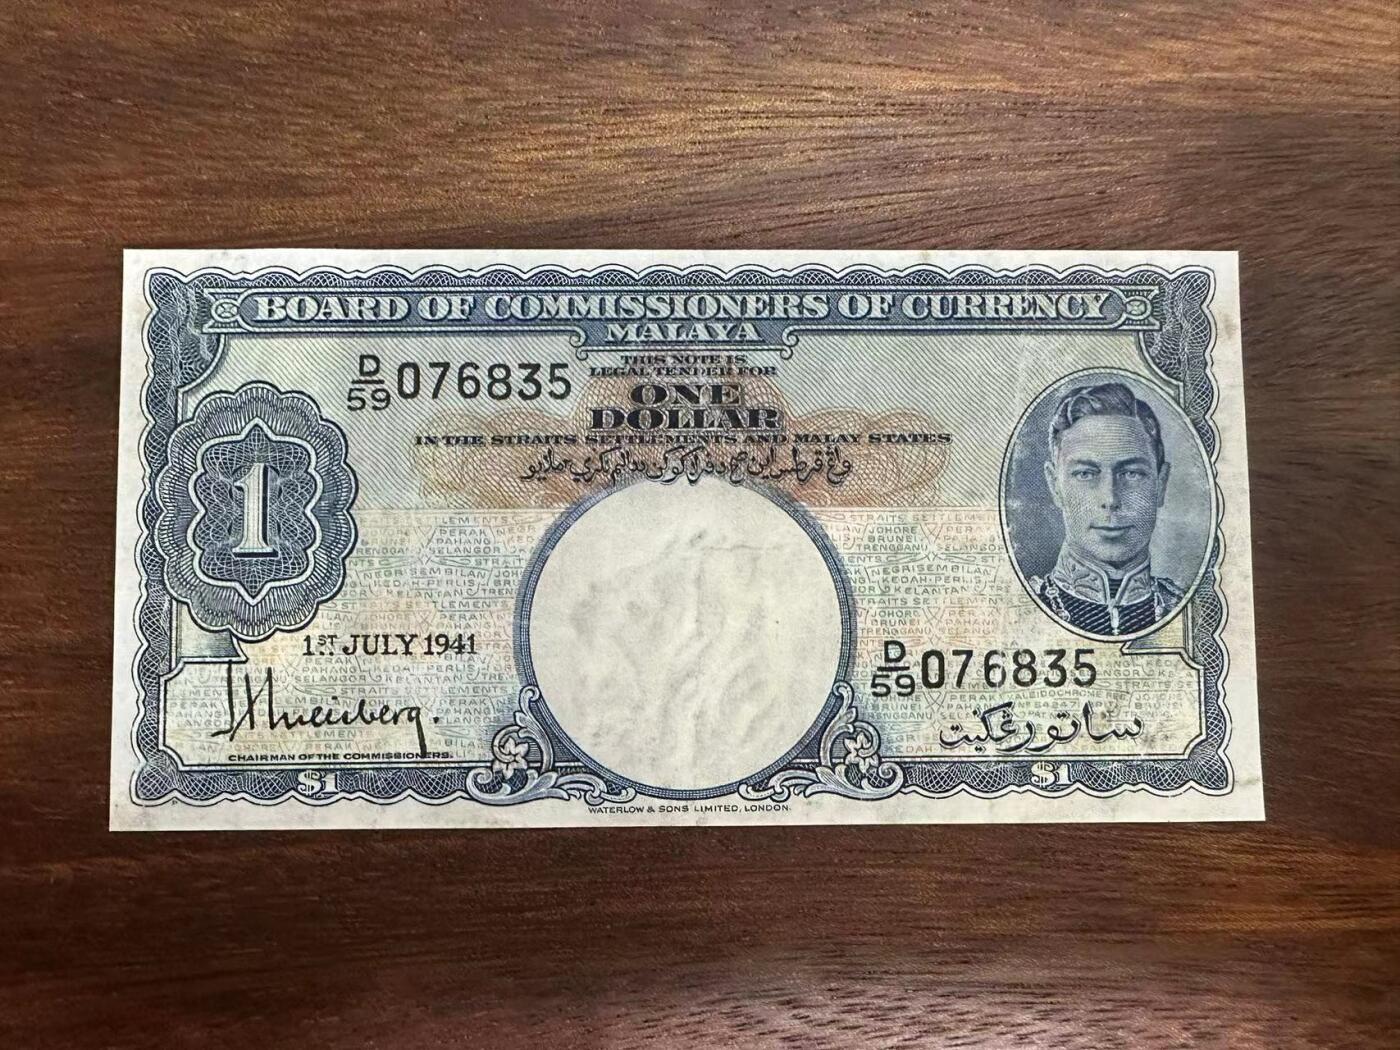 BOARD OF COMMISSIONERS OF CURRENCY
MALAYA
THIS NOTE IS
LEGAL TENDER FOR
ONE
DOLLAR
IN THE STRAITS SETTLEMENTS AND MALAY STATES
D/59 076835
1
1ST JULY 1941
CHAIRMAN OF THE COMMISSIONERS.
D/59 076835
ساتو رڠݢيت
$1
$1
WATERLOW & SONS LIMITED, LONDON.